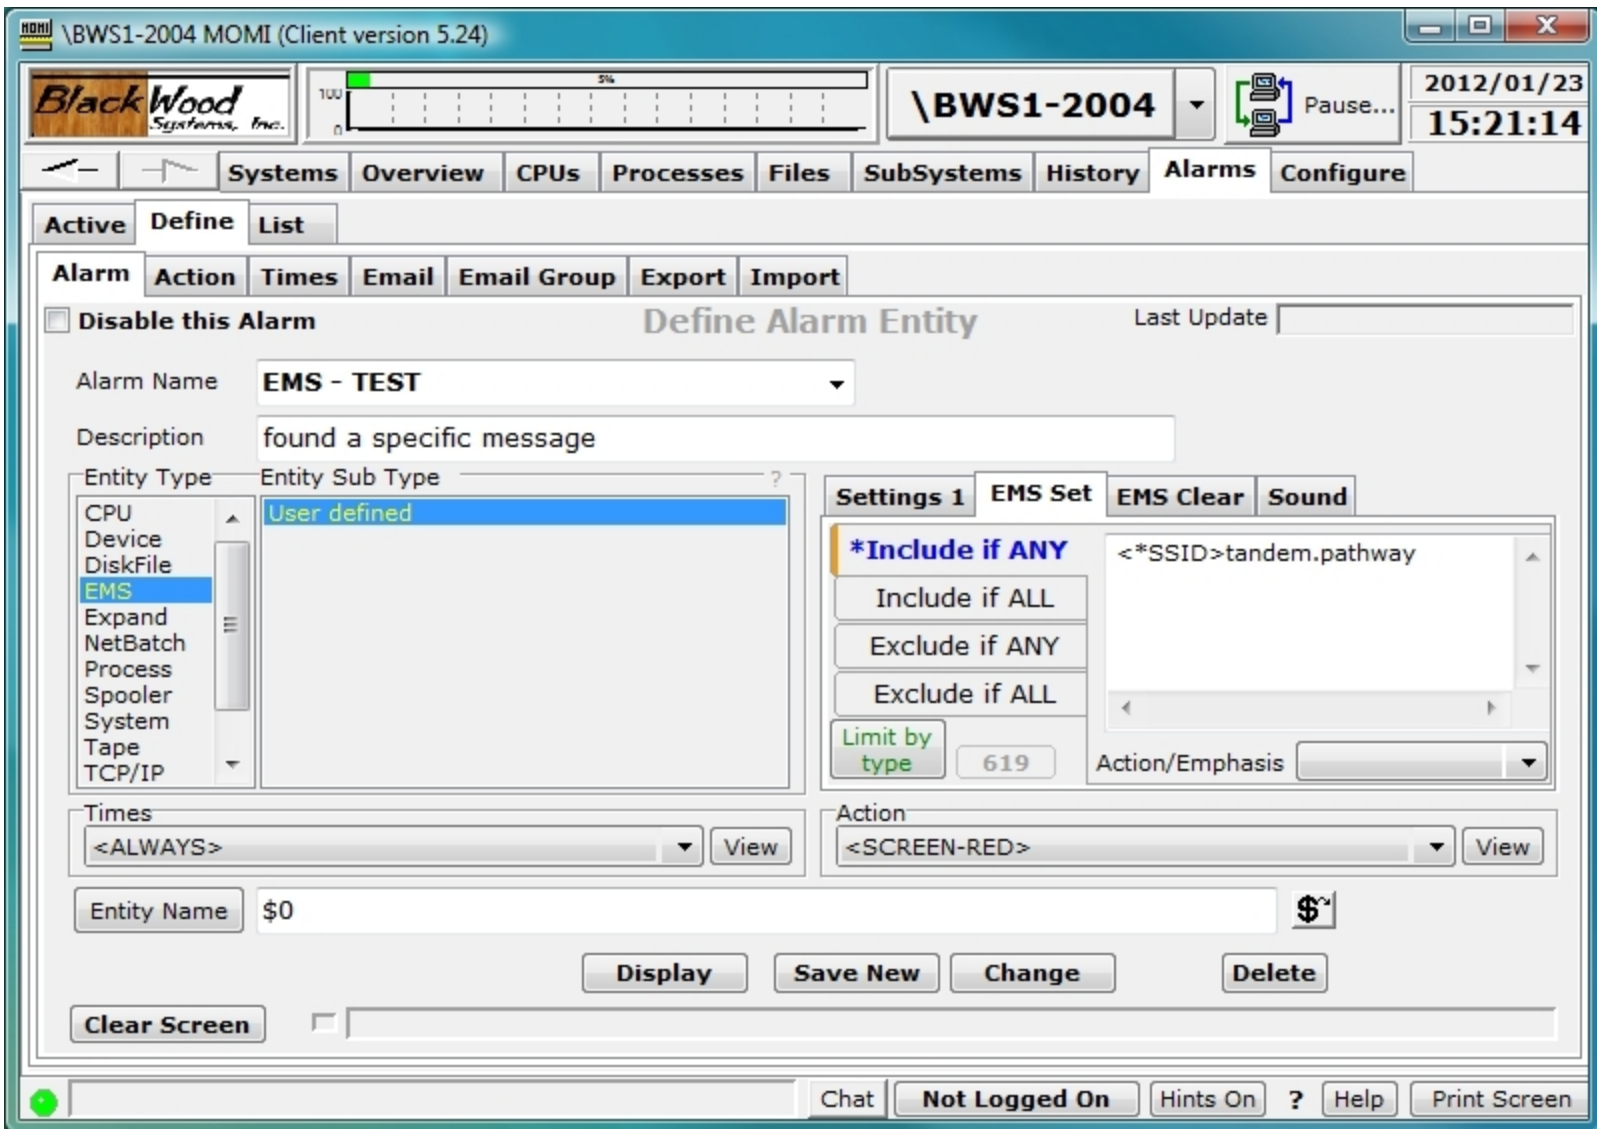 MOMI \BWS1-2004 MOMI (Client version 5.24)
BlackWood Systems, Inc.
5%
100
0
\BWS1-2004
Pause...
2012/01/23
15:21:14
Systems Overview CPUs Processes Files SubSystems History Alarms Configure
Active Define List
Alarm Action Times Email Email Group Export Import
Disable this Alarm Define Alarm Entity Last Update
Alarm Name EMS - TEST
Description found a specific message
Entity Type Entity Sub Type ?
CPU
Device
DiskFile
EMS
Expand
NetBatch
Process
Spooler
System
Tape
TCP/IP
User defined
Settings 1 EMS Set EMS Clear Sound
*Include if ANY
Include if ALL
Exclude if ANY
Exclude if ALL
<*SSID>tandem.pathway
Limit by
type
619
Action/Emphasis
Times
<ALWAYS> View
Action
<SCREEN-RED> View
Entity Name $0 $
Display Save New Change Delete
Clear Screen
Chat Not Logged On Hints On ? Help Print Screen